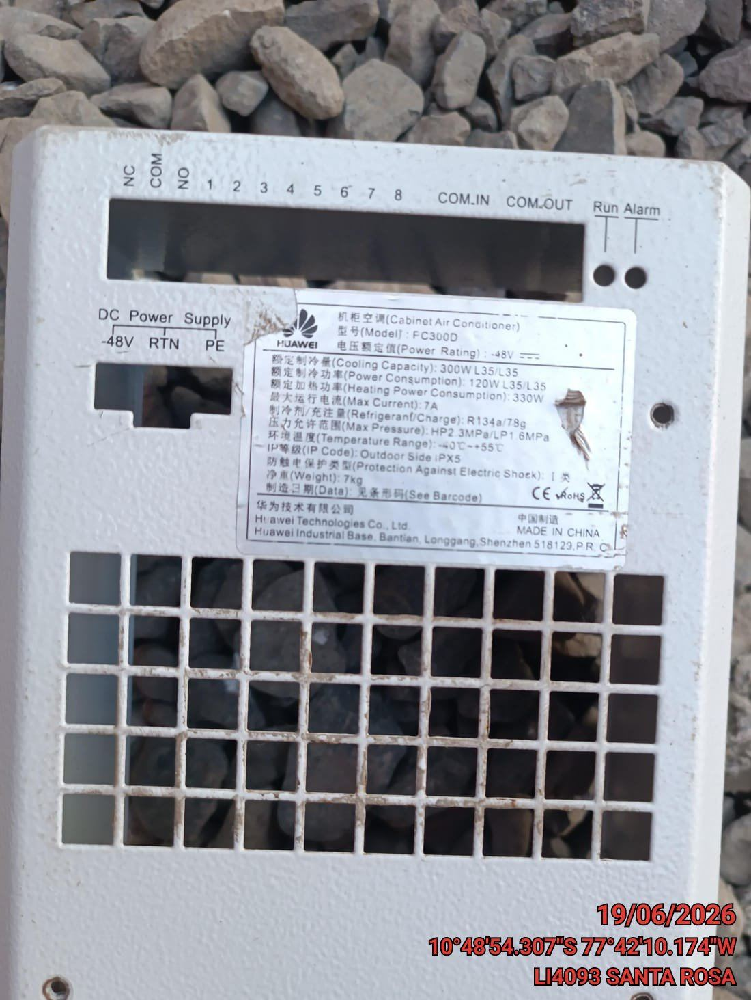 NC COM NO 1 2 3 4 5 6 7 8 COM.IN COM.OUT Run Alarm
DC Power Supply
-48V RTN PE
HUAWEI
机柜空调(Cabinet Air Conditioner)
型号(Model): FC300D
电压额定值(Power Rating): -48V
额定制冷量(Cooling Capacity): 300W L35/L35
额定制冷功率(Power Consumption): 120W L35/L35
额定加热功率(Heating Power Consumption): 330W
最大运行电流(Max Current): 7A
制冷剂/充注量(Refrigerant/Charge): R134a/78g
压力允许范围(Max Pressure): HP2.3MPa/LP1.6MPa
环境温度(Temperature Range): -40℃~+55℃
IP等级(IP Code): Outdoor Side IPX5
防触电保护类型(Protection Against Electric Shock): I 类
净重(Weight): 7kg
制造日期(Data): 见条形码(See Barcode)
CE RoHS
华为技术有限公司
Huawei Technologies Co., Ltd.
中国制造
MADE IN CHINA
Huawei Industrial Base, Bantian, Longgang, Shenzhen 518129, P.R. C
19/06/2026
10°48'54.307"S 77°42'10.174"W
LI4093 SANTA ROSA